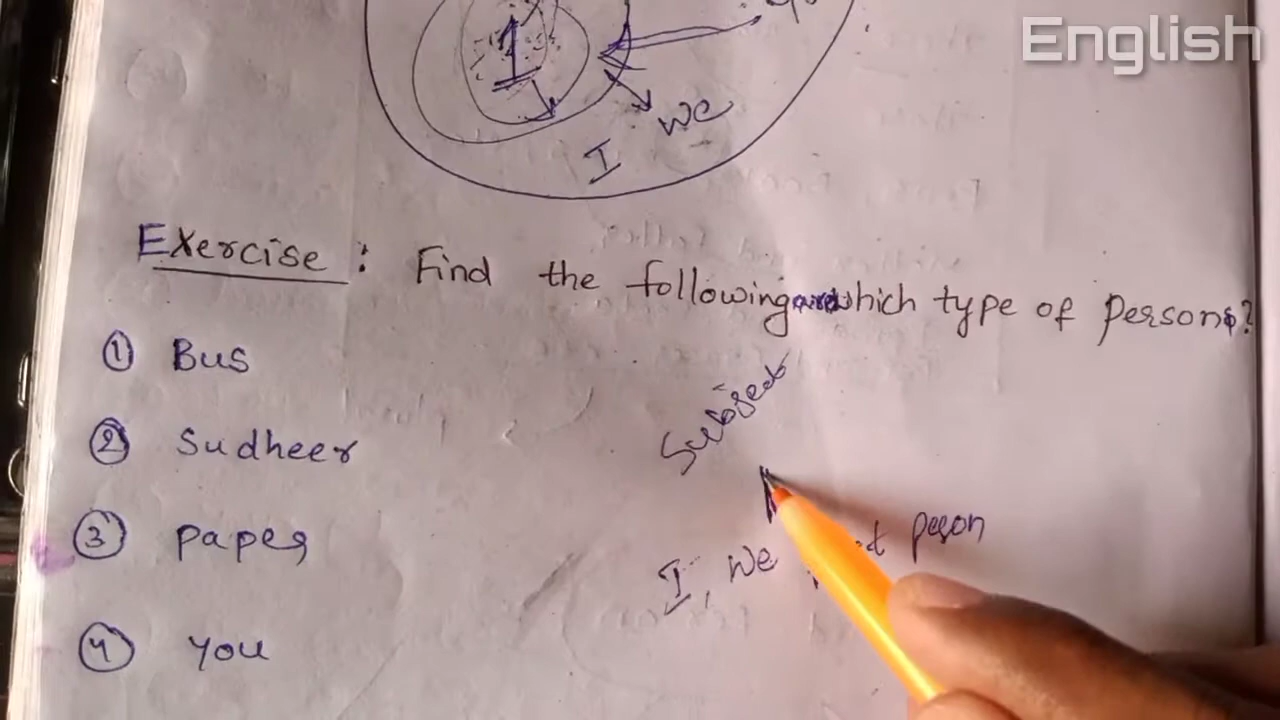 English
1
I we
Exercise : Find the following which type of persons?
① Bus
② Sudheer
③ paper
④ you
Subject
I, we person